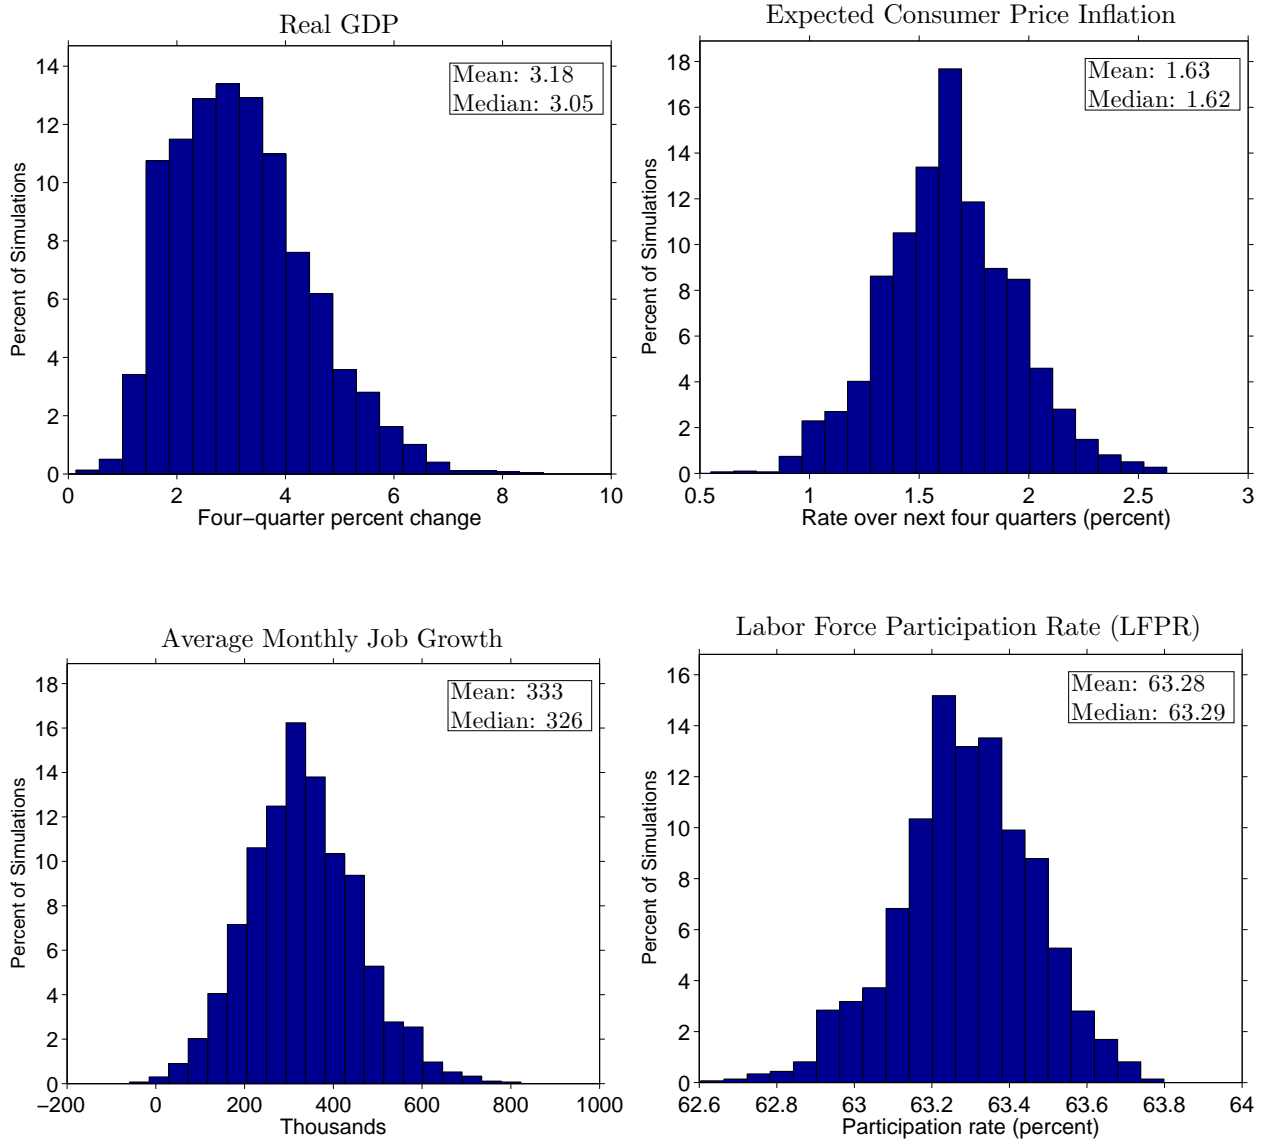 Real GDP
Mean: 3.18
Median: 3.05
Percent of Simulations
14
12
10
8
6
4
2
0
0 2 4 6 8 10
Four−quarter percent change
Expected Consumer Price Inflation
Mean: 1.63
Median: 1.62
Percent of Simulations
18
16
14
12
10
8
6
4
2
0
0.5 1 1.5 2 2.5 3
Rate over next four quarters (percent)
Average Monthly Job Growth
Mean: 333
Median: 326
Percent of Simulations
18
16
14
12
10
8
6
4
2
0
−200 0 200 400 600 800 1000
Thousands
Labor Force Participation Rate (LFPR)
Mean: 63.28
Median: 63.29
Percent of Simulations
16
14
12
10
8
6
4
2
0
62.6 62.8 63 63.2 63.4 63.6 63.8 64
Participation rate (percent)